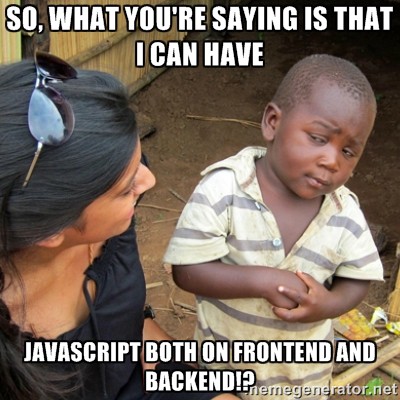 SO, WHAT YOU'RE SAYING IS THAT
I CAN HAVE
JAVASCRIPT BOTH ON FRONTEND AND
BACKEND!?
memegenerator.net